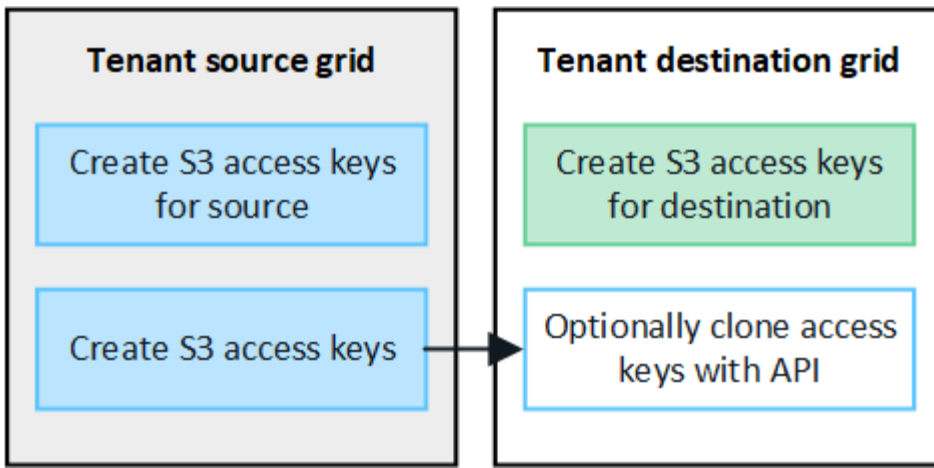 Tenant source grid
Create S3 access keys
for source
Create S3 access keys
Tenant destination grid
Create S3 access keys
for destination
Optionally clone access
keys with API